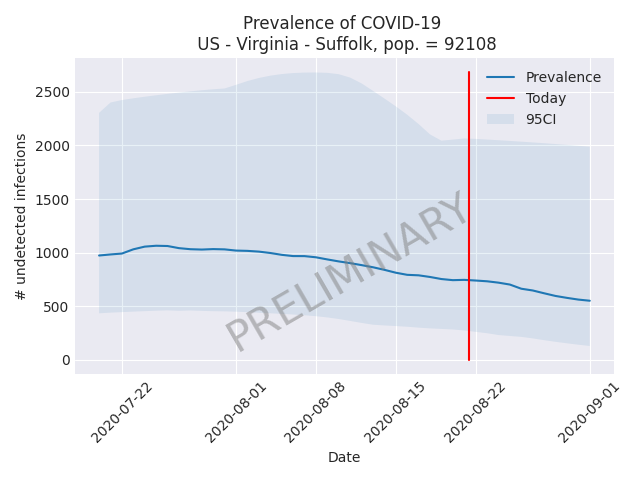 Prevalence of COVID-19
US - Virginia - Suffolk, pop. = 92108
Prevalence
Today
95CI
# undetected infections
2500
2000
1500
1000
500
0
PRELIMINARY
2020-07-22
2020-08-01
2020-08-08
2020-08-15
2020-08-22
2020-09-01
Date